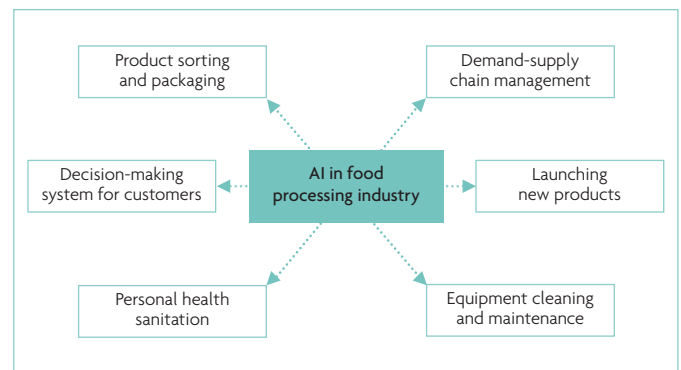 Product sorting
and packaging
Demand-supply
chain management
Decision-making
system for customers
AI in food
processing industry
Launching
new products
Personal health
sanitation
Equipment cleaning
and maintenance